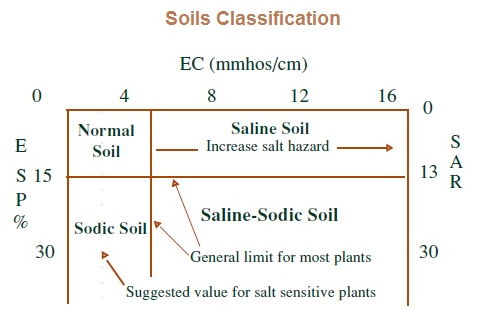 Soils Classification
EC (mmhos/cm)
0 4 8 12 16
0
Normal Soil
Saline Soil
Increase salt hazard
E S P %
15
30
S A R
13
30
Sodic Soil
Saline-Sodic Soil
General limit for most plants
Suggested value for salt sensitive plants